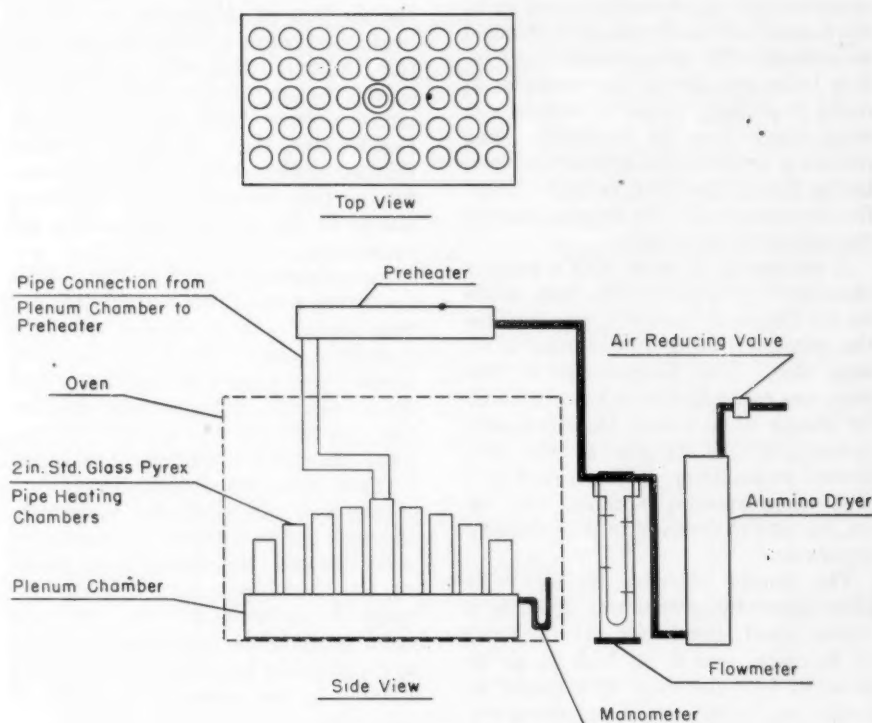 Top View
Preheater
Pipe Connection from
Plenum Chamber to
Preheater
Air Reducing Valve
Oven
2 in. Std. Glass Pyrex
Pipe Heating
Chambers
Alumina Dryer
Plenum Chamber
Flowmeter
Side View
Manometer